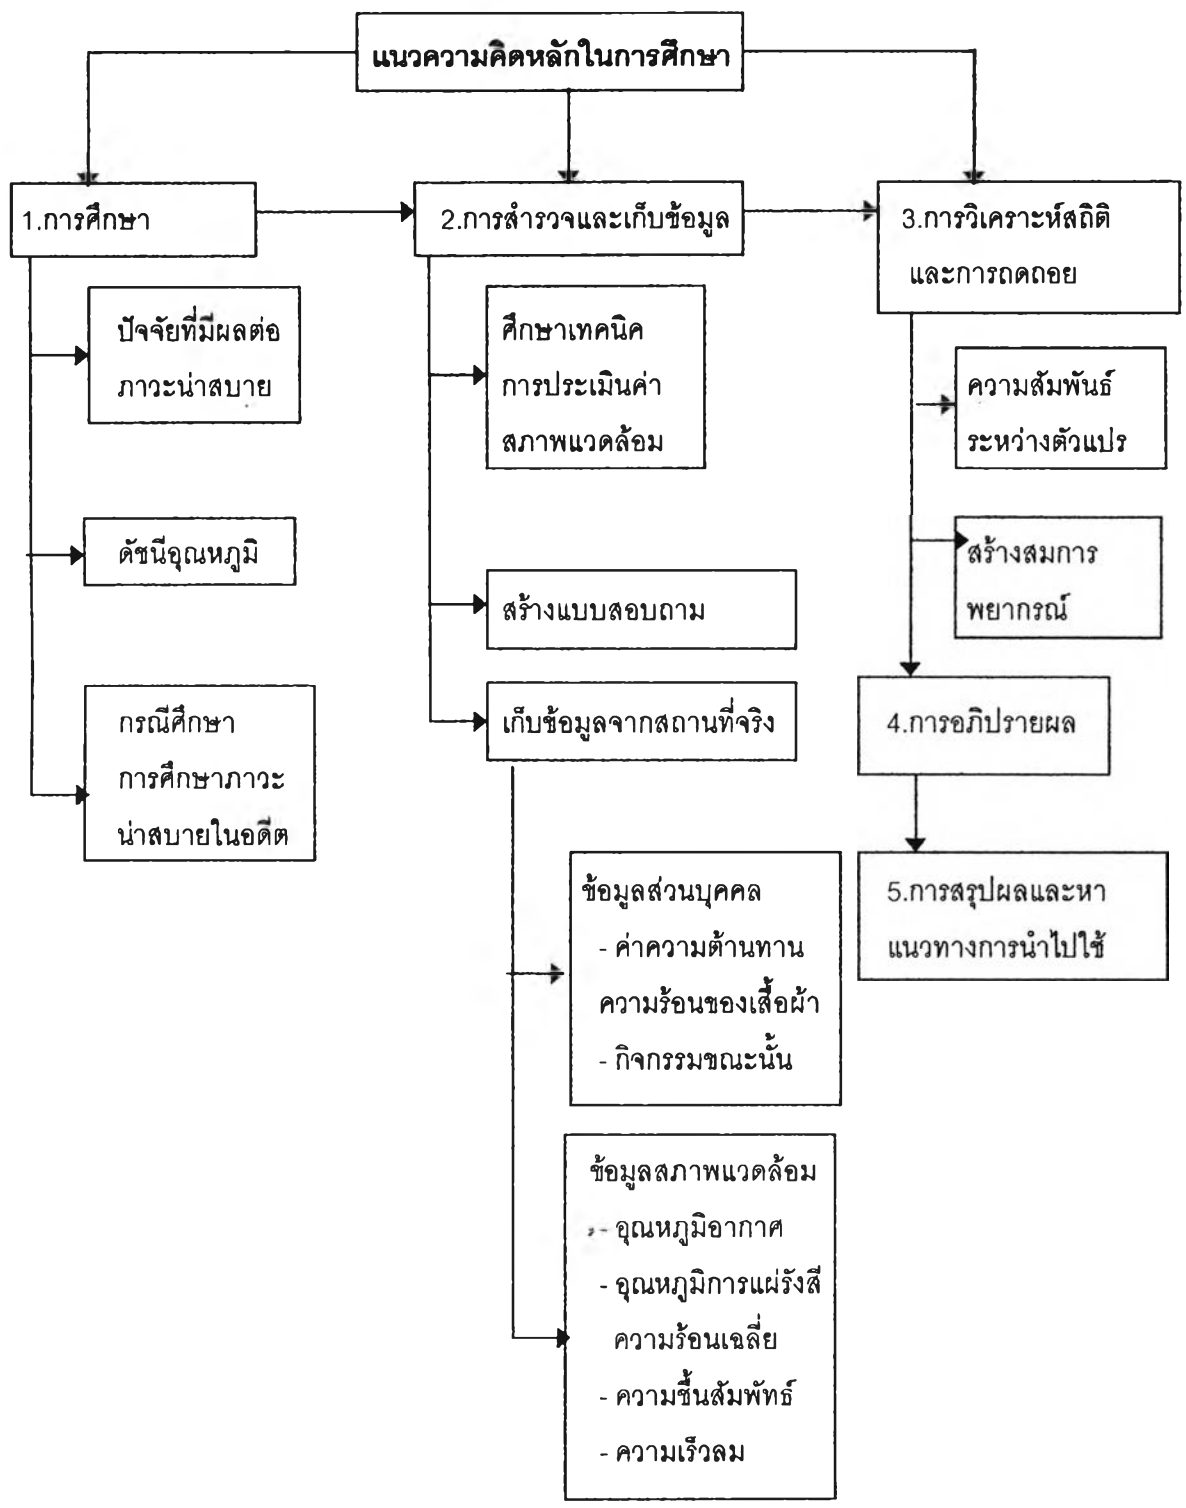 แนวความคิดหลักในการศึกษา
1.การศึกษา
ปัจจัยที่มีผลต่อ
ภาวะน่าสบาย
ดัชนีอุณหภูมิ
กรณีศึกษา
การศึกษาภาวะ
น่าสบายในอดีต
2.การสำรวจและเก็บข้อมูล
ศึกษาเทคนิค
การประเมินค่า
สภาพแวดล้อม
สร้างแบบสอบถาม
เก็บข้อมูลจากสถานที่จริง
ข้อมูลส่วนบุคคล
- ค่าความต้านทาน
ความร้อนของเสื้อผ้า
- กิจกรรมขณะนั้น
ข้อมูลสภาพแวดล้อม
- อุณหภูมิอากาศ
- อุณหภูมิการแผ่รังสี
ความร้อนเฉลี่ย
- ความชื้นสัมพัทธ์
- ความเร็วลม
3.การวิเคราะห์สถิติ
และการถดถอย
ความสัมพันธ์
ระหว่างตัวแปร
สร้างสมการ
พยากรณ์
4.การอภิปรายผล
5.การสรุปผลและหา
แนวทางการนำไปใช้